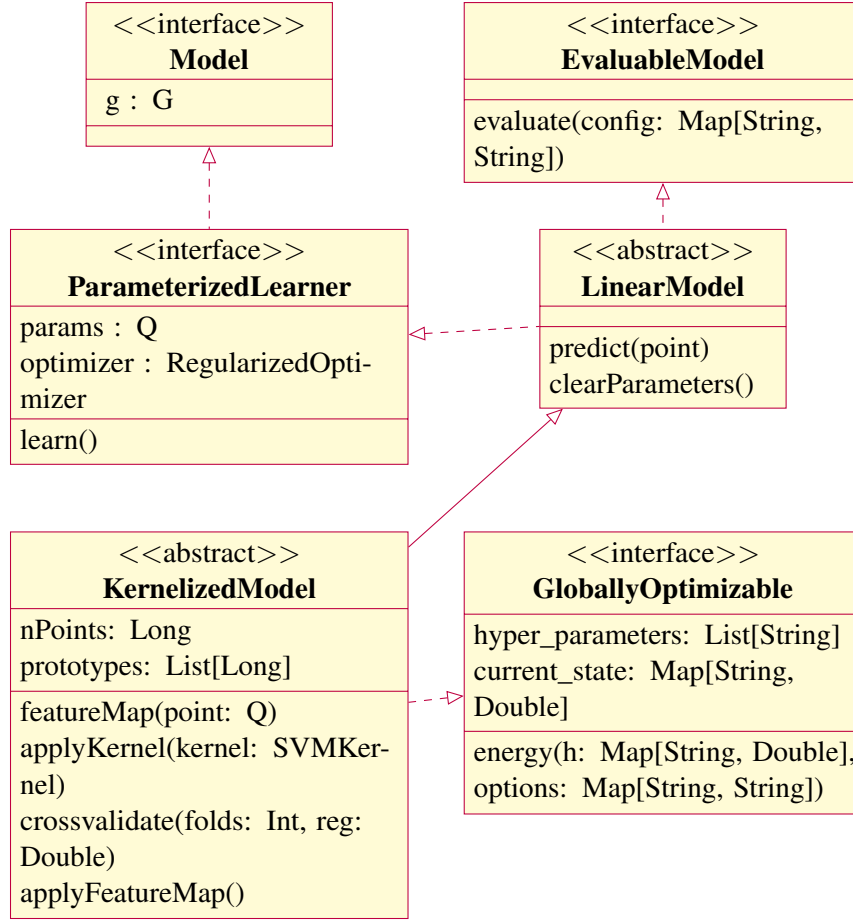 <<interface>>
Model
g : G
<<interface>>
EvaluableModel
evaluate(config: Map[String,
String])
<<interface>>
ParameterizedLearner
params : Q
optimizer : RegularizedOpti-
mizer
learn()
<<abstract>>
LinearModel
predict(point)
clearParameters()
<<abstract>>
KernelizedModel
nPoints: Long
prototypes: List[Long]
featureMap(point: Q)
applyKernel(kernel: SVMKer-
nel)
crossvalidate(folds: Int, reg:
Double)
applyFeatureMap()
<<interface>>
GloballyOptimizable
hyper_parameters: List[String]
current_state: Map[String,
Double]
energy(h: Map[String, Double],
options: Map[String, String])